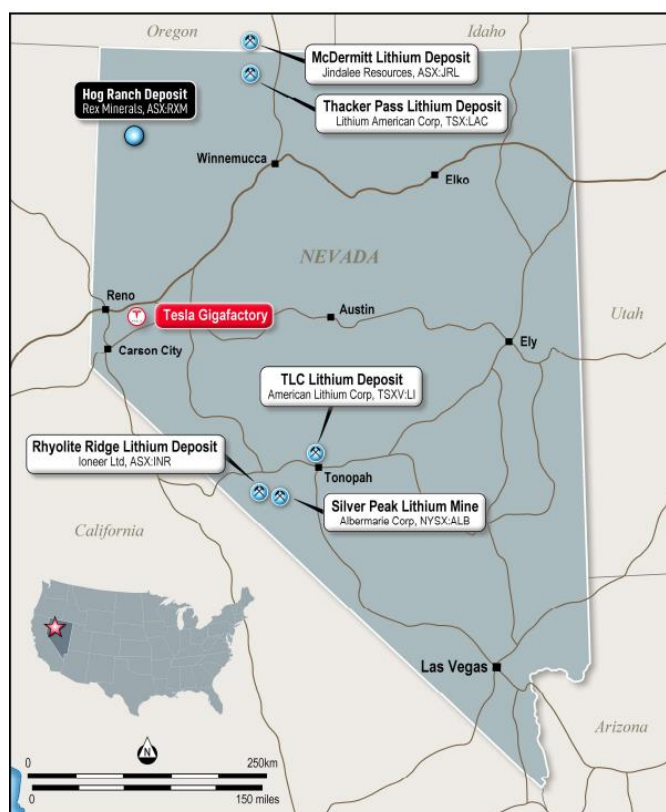 Oregon
Idaho
McDermitt Lithium Deposit
Jindalee Resources, ASX:JRL
Hog Ranch Deposit
Rex Minerals, ASX:RXM
Thacker Pass Lithium Deposit
Lithium American Corp, TSX:LAC
Winnemucca
Elko
NEVADA
Reno
Tesla Gigafactory
Austin
Utah
Carson City
Ely
TLC Lithium Deposit
American Lithium Corp, TSXV:LI
Rhyolite Ridge Lithium Deposit
Ioneer Ltd, ASX:INR
Tonopah
Silver Peak Lithium Mine
Albermarie Corp, NYSX:ALB
California
Las Vegas
Arizona
N
0
250km
0
150 miles